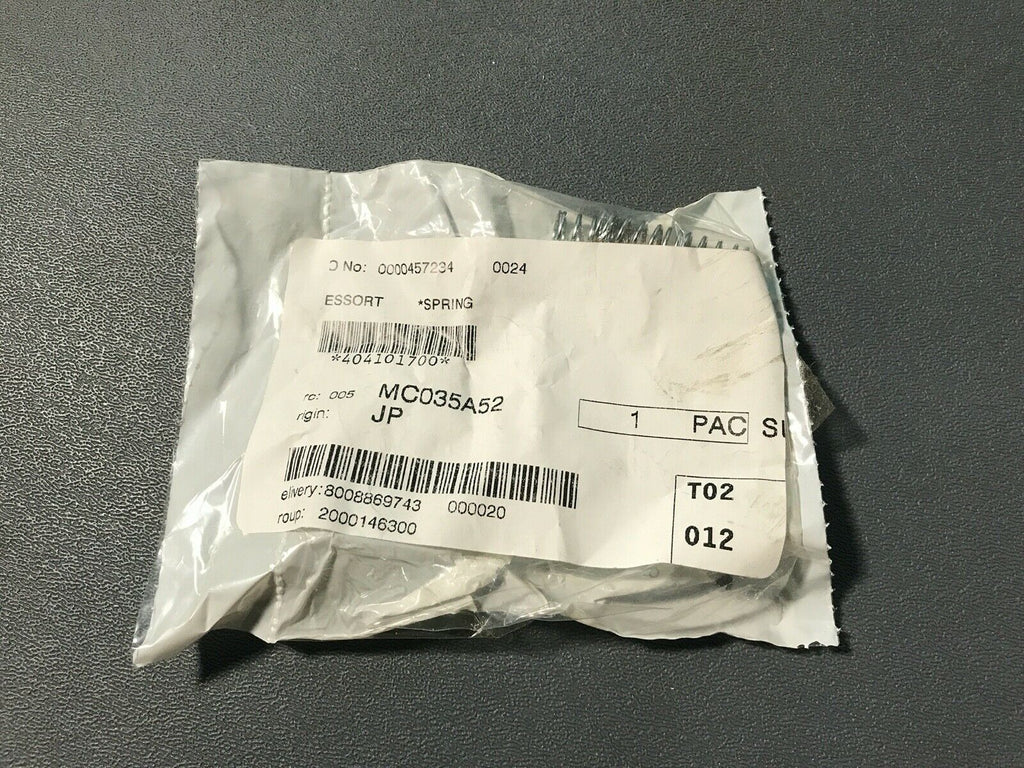 O No: 0000457234 0024
ESSORT *SPRING
*404101700*
rc: 005 MC035A52
rigin: JP
1 PAC
elivery: 8008869743 000020
roup: 2000146300
T02
012